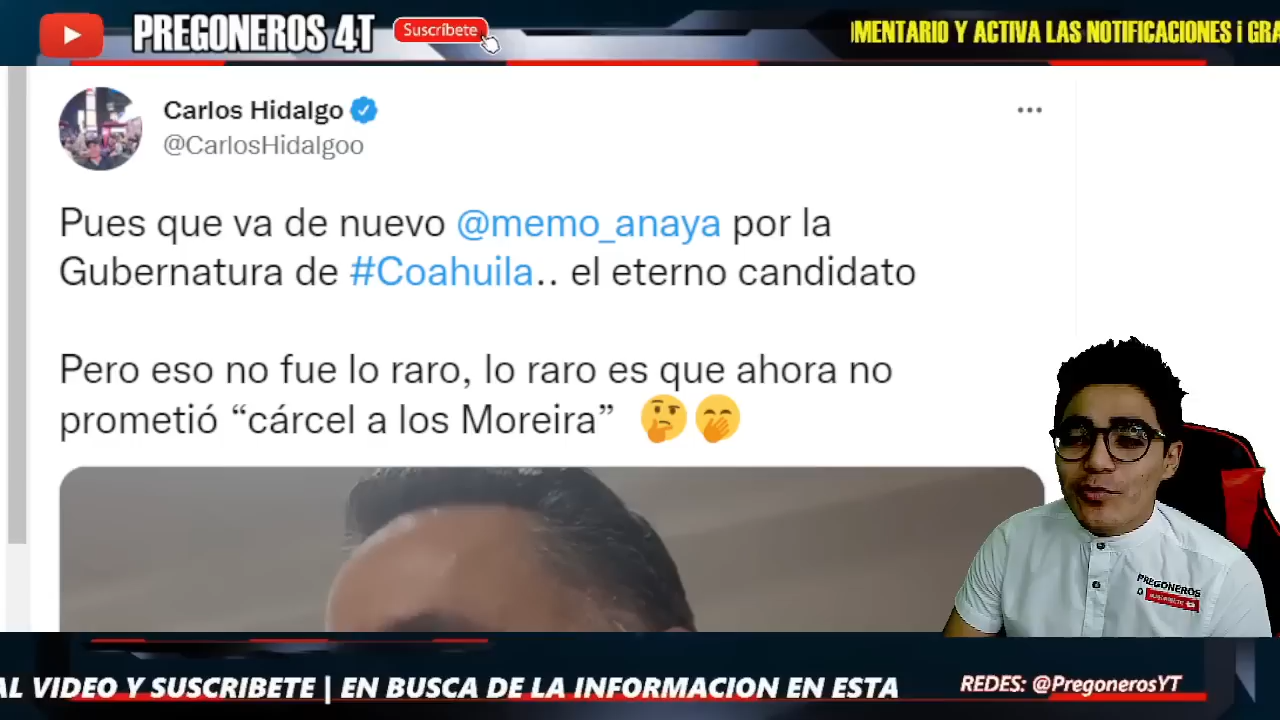 PREGONEROS 4T
Suscríbete
MENTARIO Y ACTIVA LAS NOTIFICACIONES ¡ GRA
Carlos Hidalgo
@CarlosHidalgoo
Pues que va de nuevo @memo_anaya por la
Gubernatura de #Coahuila.. el eterno candidato
Pero eso no fue lo raro, lo raro es que ahora no
prometió “cárcel a los Moreira” 🤔🤭
PREGONEROS
AL VIDEO Y SUSCRIBETE | EN BUSCA DE LA INFORMACION EN ESTA
REDES: @PregonerosYT